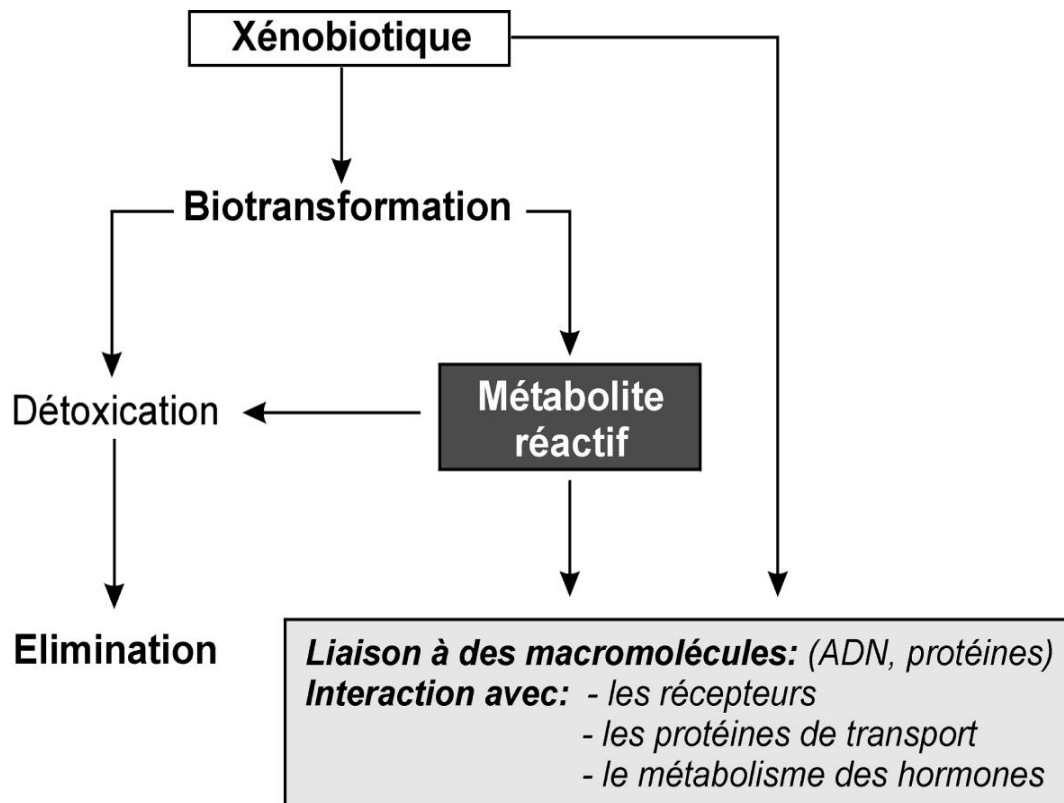 Xénobiotique
Biotransformation
Détoxication
Métabolite
réactif
Elimination
Liaison à des macromolécules: (ADN, protéines)
Interaction avec: - les récepteurs
- les protéines de transport
- le métabolisme des hormones